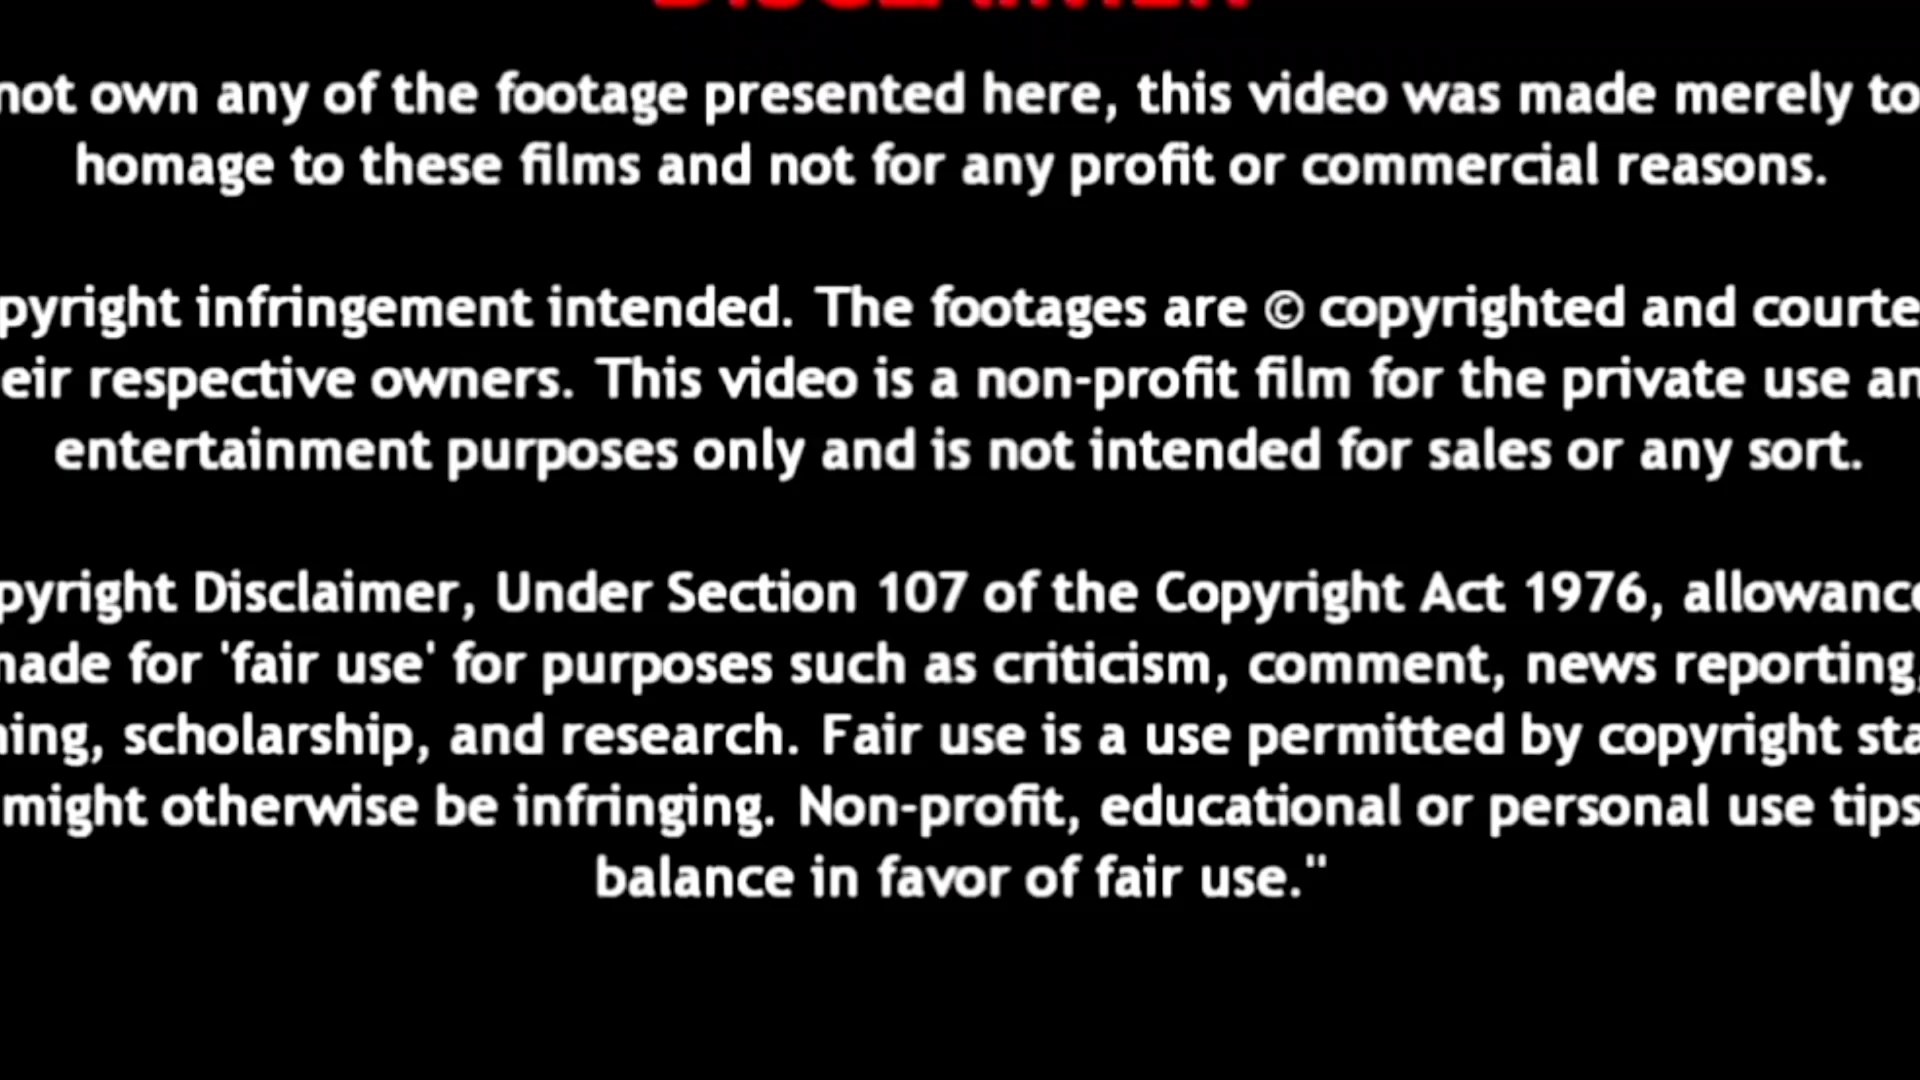 DISCLAIMER
not own any of the footage presented here, this video was made merely to
homage to these films and not for any profit or commercial reasons.
pyright infringement intended. The footages are © copyrighted and courte
eir respective owners. This video is a non-profit film for the private use an
entertainment purposes only and is not intended for sales or any sort.
pyright Disclaimer, Under Section 107 of the Copyright Act 1976, allowance
made for 'fair use' for purposes such as criticism, comment, news reporting,
hing, scholarship, and research. Fair use is a use permitted by copyright sta
might otherwise be infringing. Non-profit, educational or personal use tips
balance in favor of fair use."